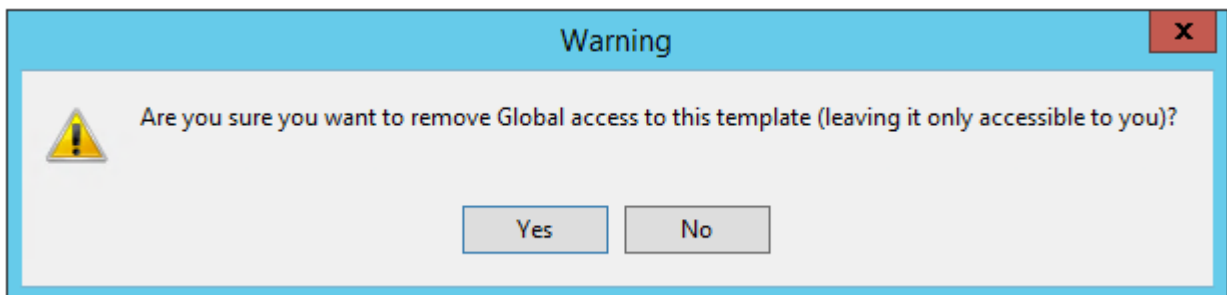 Warning
x
Are you sure you want to remove Global access to this template (leaving it only accessible to you)?
Yes No